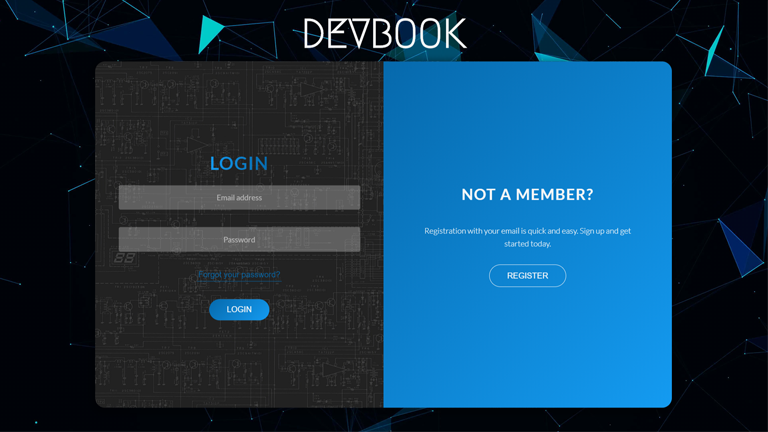 DEVBOOK
LOGIN
Email address
Password
Forgot your password?
LOGIN
NOT A MEMBER?
Registration with your email is quick and easy. Sign up and get
started today.
REGISTER